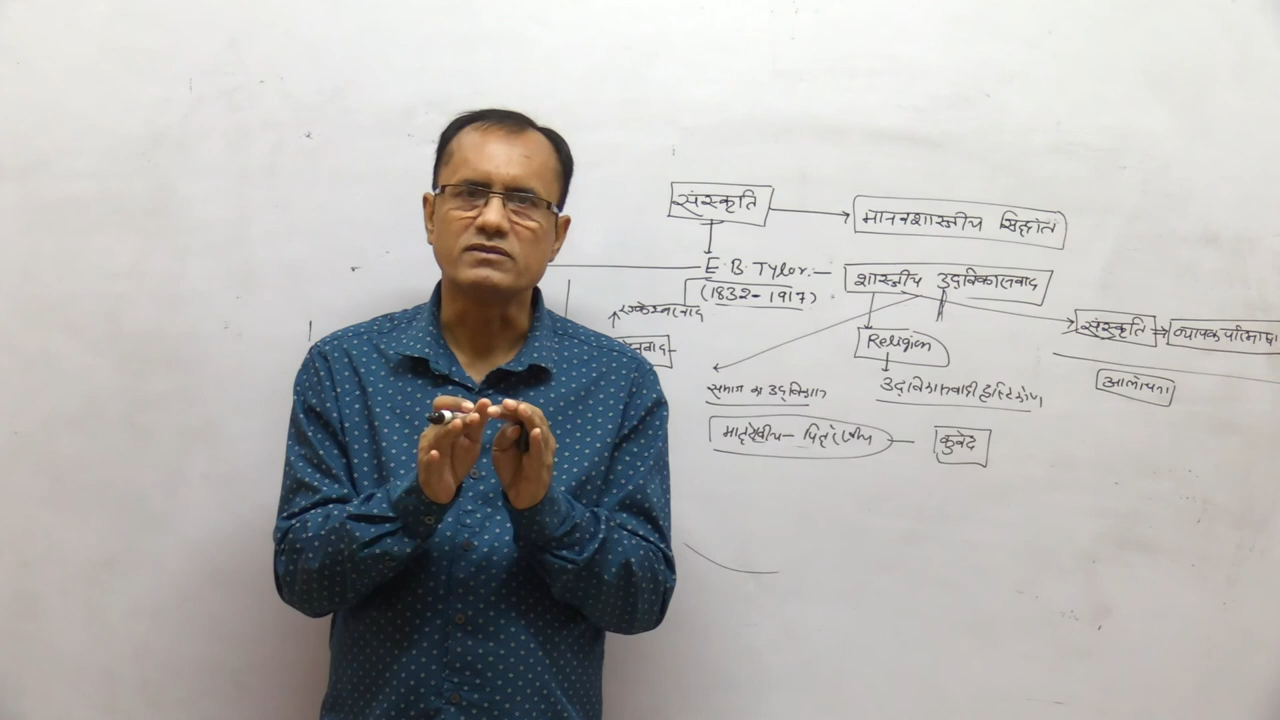 संस्कृति
मानवशास्त्रीय सिद्धांत
E. B. Tylor. —
शास्त्रीय उद्विकासवाद
(1832 - 1917)
एकेश्वरवाद
Religion
संस्कृति
व्यापक परिभाषा
वाद
समाज का उद्विकास
उद्विकासवादी दृष्टिकोण
आलोचना
मातृवंशीय - पितृवंशीय
कुवेद